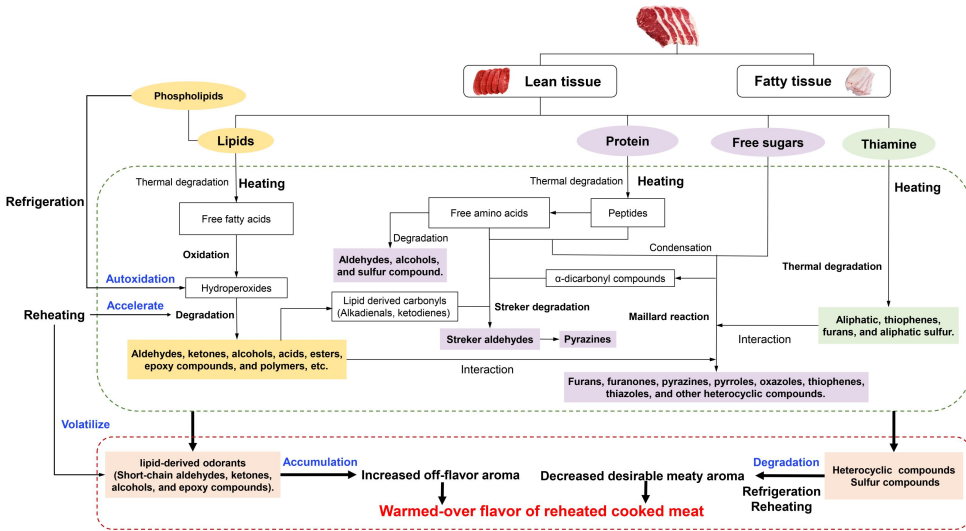 Lean tissue
Fatty tissue
Phospholipids
Lipids
Protein
Free sugars
Thiamine
Thermal degradation
Heating
Thermal degradation
Heating
Heating
Refrigeration
Free fatty acids
Free amino acids
Peptides
Degradation
Condensation
Oxidation
Aldehydes, alcohols,
and sulfur compound.
Thermal degradation
Autoxidation
Hydroperoxides
α-dicarbonyl compounds
Reheating
Accelerate
Degradation
Lipid derived carbonyls
(Alkadienals, ketodienes)
Streker degradation
Maillard reaction
Aliphatic, thiophenes,
furans, and aliphatic sulfur.
Streker aldehydes
Pyrazines
Interaction
Aldehydes, ketones, alcohols, acids, esters,
epoxy compounds, and polymers, etc.
Interaction
Furans, furanones, pyrazines, pyrroles, oxazoles, thiophenes,
thiazoles, and other heterocyclic compounds.
Volatilize
lipid-derived odorants
(Short-chain aldehydes, ketones,
alcohols, and epoxy compounds).
Accumulation
Increased off-flavor aroma
Decreased desirable meaty aroma
Degradation
Refrigeration
Reheating
Heterocyclic compounds
Sulfur compounds
Warmed-over flavor of reheated cooked meat